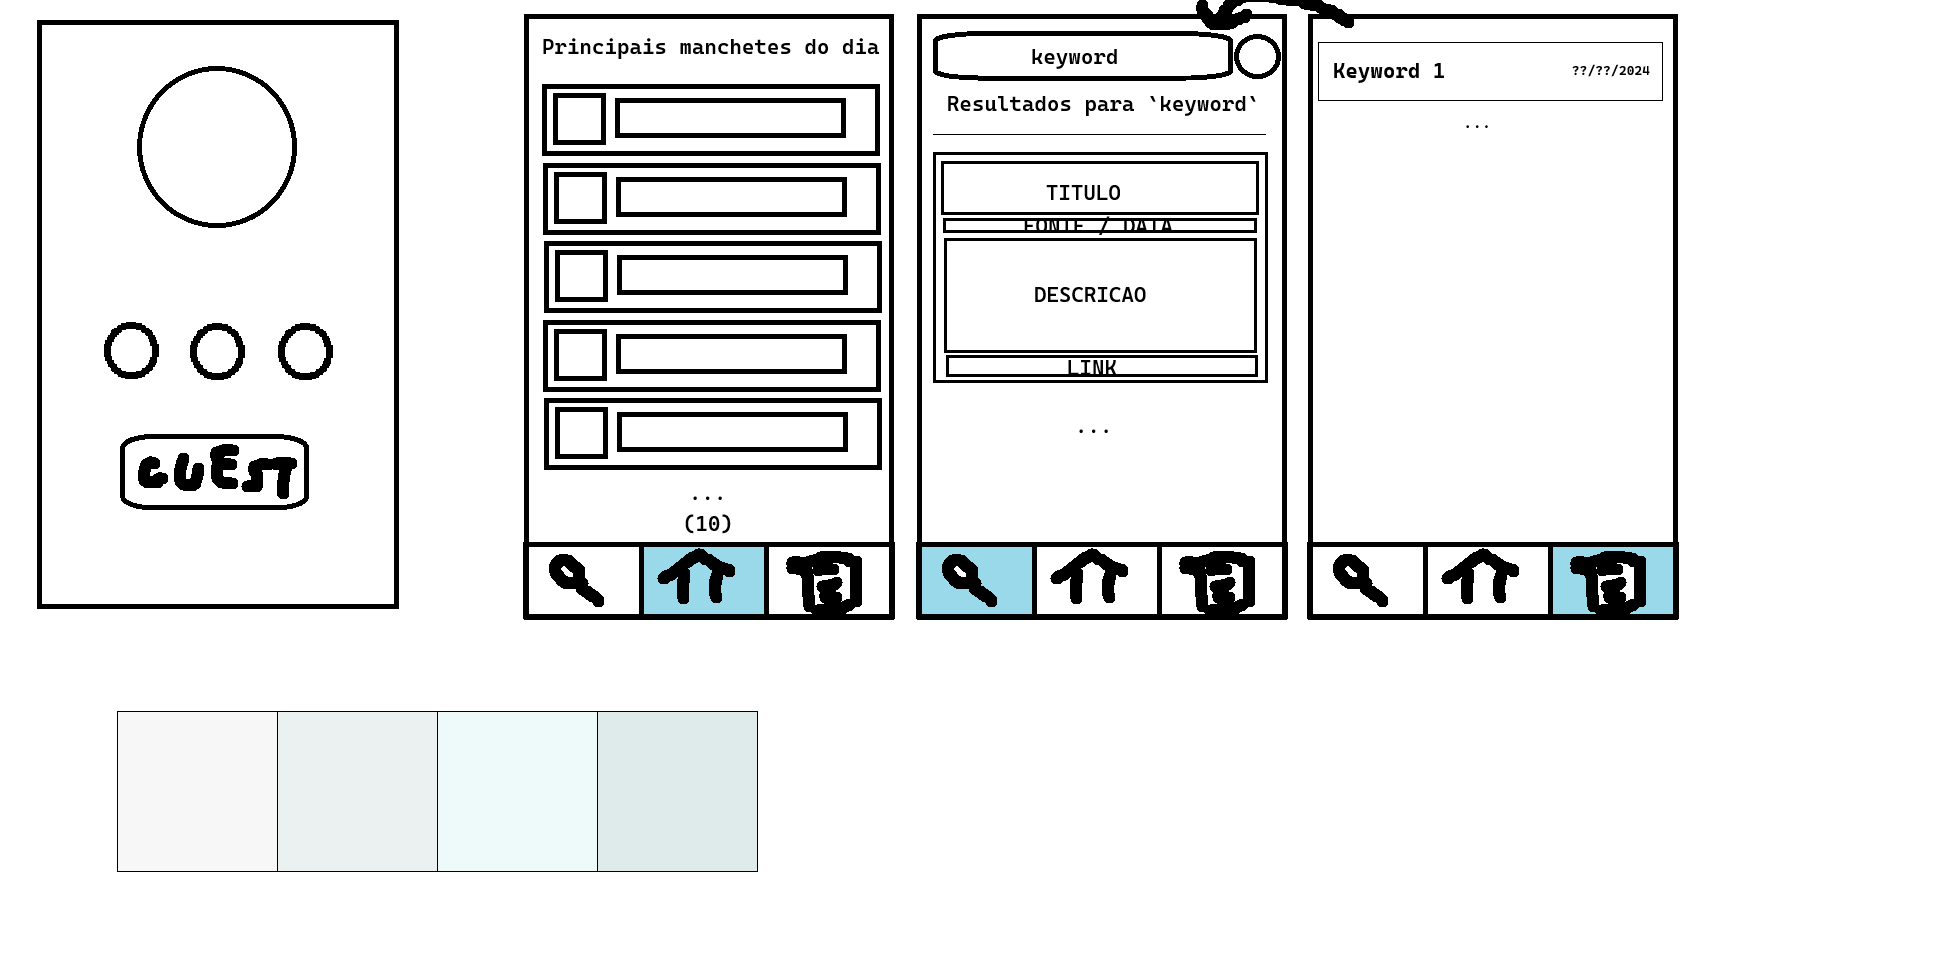 GUEST
Principais manchetes do dia
...
(10)
keyword
Resultados para `keyword`
TITULO
FONTE / DATA
DESCRICAO
LINK
...
Keyword 1
??/??/2024
...